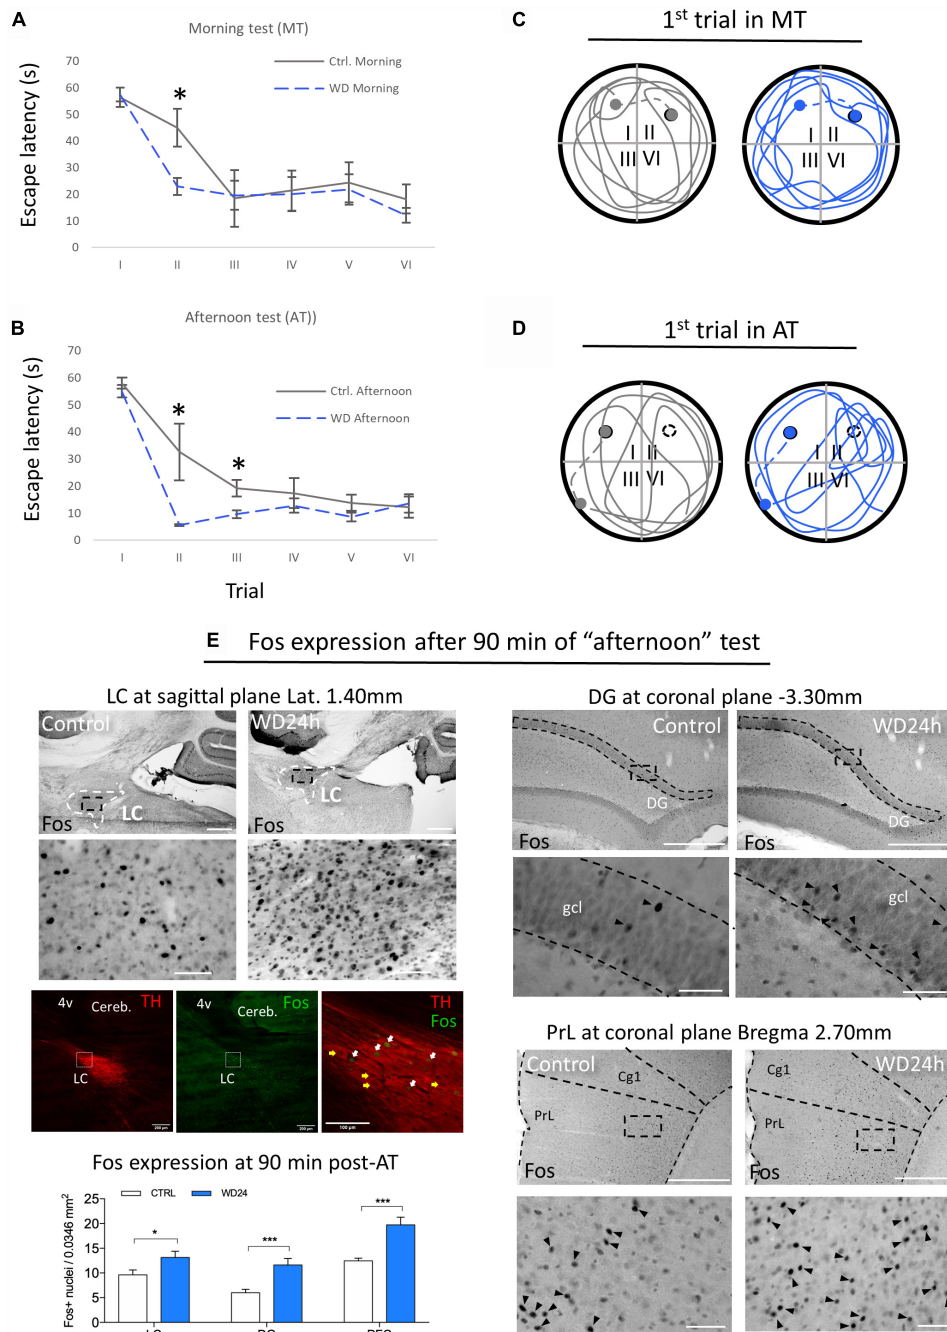 A
Morning test (MT)
Escape latency (s)
70
60
50
40
30
20
10
0
Ctrl. Morning
WD Morning
*
I II III IV V VI
C
1st trial in MT
I II
III VI
I II
III VI
B
Afternoon test (AT))
Escape latency (s)
70
60
50
40
30
20
10
0
Ctrl. Afternoon
WD Afternoon
*
*
I II III IV V VI
Trial
D
1st trial in AT
I Ii
III VI
I II
III VI
E Fos expression after 90 min of “afternoon” test
LC at sagittal plane Lat. 1.40mm
Control
LC
Fos
WD24h
LC
Fos
4v
Cereb.
TH
LC
200 μm
4v
Fos
Cereb.
LC
200 μm
TH
Fos
100 μm
Fos expression at 90 min post-AT
CTRL WD24
Fos+ nuclei / 0.0346 mm2
25
20
15
10
5
0
*
***
***
DG at coronal plane -3.30mm
Control
DG
Fos
WD24h
DG
Fos
gcl
gcl
PrL at coronal plane Bregma 2.70mm
Control
Cg1
PrL
Fos
WD24h
Cg1
PrL
Fos